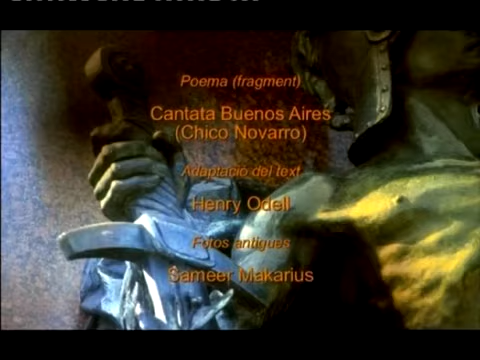 Poema (fragment)
Cantata Buenos Aires
(Chico Novarro)
Adaptació del text
Henry Odell
Fotos antigues
Sameer Makarius